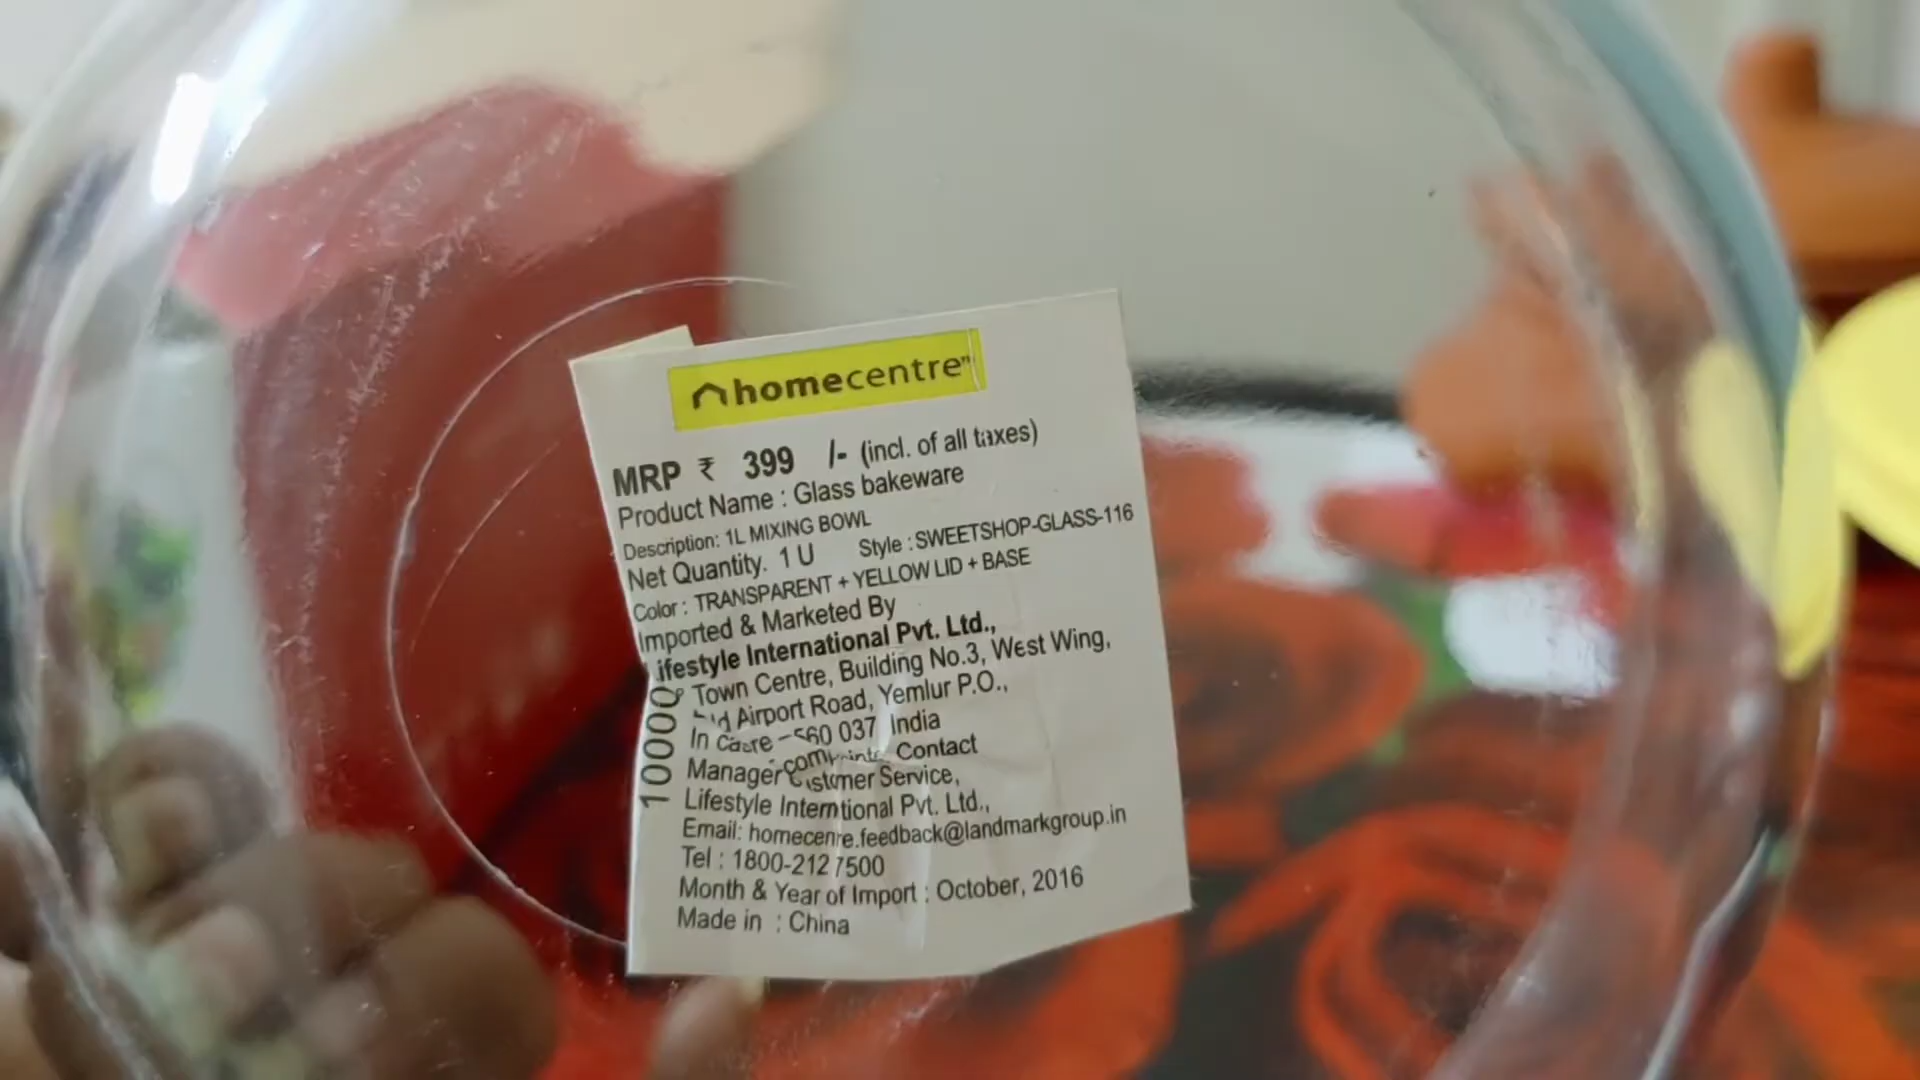 homecentre™
MRP ₹ 399 /- (incl. of all taxes)
Product Name : Glass bakeware
Description: 1L MIXING BOWL
Net Quantity. 1 U Style : SWEETSHOP-GLASS-116
Color : TRANSPARENT + YELLOW LID + BASE
Imported & Marketed By
ifestyle International Pvt. Ltd.,
Town Centre, Building No.3, West Wing,
Airport Road, Yemlur P.O.,
560 037 India
In Contact
Manager Service,
Lifestyle Pvt. Ltd.,
Email: homecenre.feedback@landmarkgroup.in
Tel : 1800-212 7500
Month & Year of Import : October, 2016
Made in : China
10000